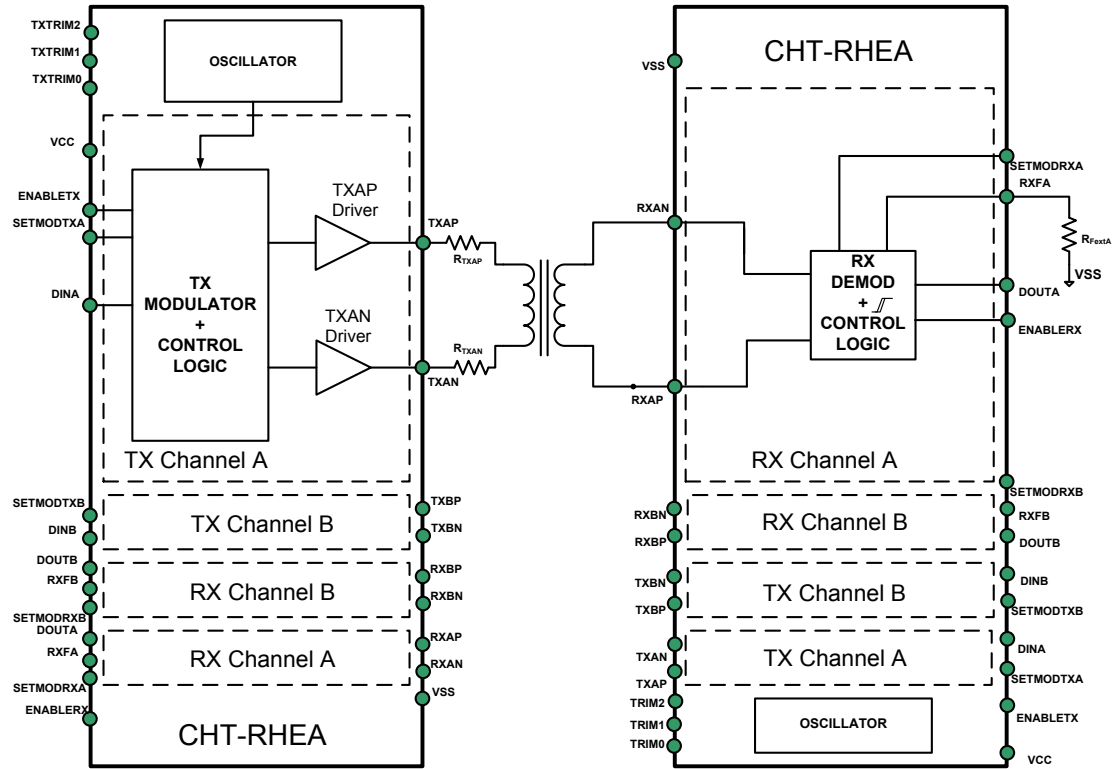 TXTRIM2
TXTRIM1
TXTRIM0
VCC
ENABLETX
SETMODTXA
DINA
OSCILLATOR
TX
MODULATOR
+
CONTROL
LOGIC
TXAP
Driver
TXAN
Driver
TX Channel A
TXAP
RTXAP
RTXAN
TXAN
SETMODTXB
DINB
TX Channel B
TXBP
TXBN
DOUTB
RXFB
SETMODRXB
RX Channel B
RXBP
RXBN
DOUTA
RXFA
SETMODRXA
RX Channel A
RXAP
RXAN
VSS
ENABLERX
CHT-RHEA
CHT-RHEA
VSS
RXAN
RXAP
RX
DEMOD
+
CONTROL
LOGIC
SETMODRXA
RXFA
RFextA
VSS
DOUTA
ENABLERX
RX Channel A
SETMODRXB
RXBN
RXBP
RX Channel B
RXFB
DOUTB
TXBN
TXBP
TX Channel B
DINB
SETMODTXB
TXAN
TXAP
TX Channel A
DINA
SETMODTXA
TRIM2
TRIM1
TRIM0
OSCILLATOR
ENABLETX
VCC